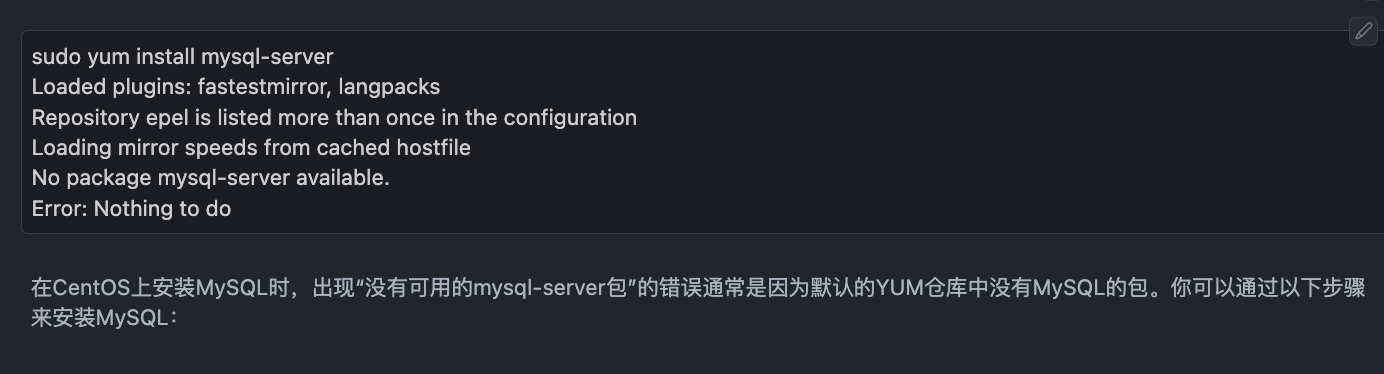 sudo yum install mysql-server
Loaded plugins: fastestmirror, langpacks
Repository epel is listed more than once in the configuration
Loading mirror speeds from cached hostfile
No package mysql-server available.
Error: Nothing to do
在CentOS上安装MySQL时，出现“没有可用的mysql-server包”的错误通常是因为默认的YUM仓库中没有MySQL的包。你可以通过以下步骤
来安装MySQL：